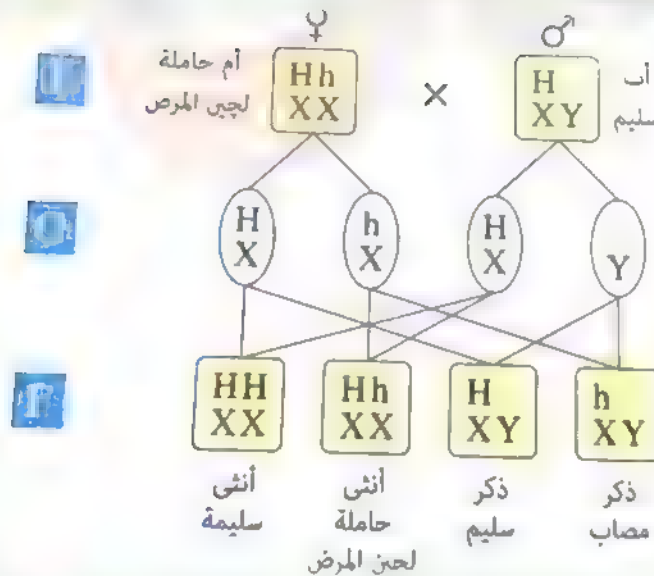 ♀ ♂
أم حاملة
لجين المرض
Hh
XX
×
H
XY
أب
سليم
P
H
X
h
X
H
X
Y
G
HH
XX
Hh
XX
H
XY
h
XY
F
أنثى
سليمة
أنثى
حاملة
لجين المرض
ذكر
سليم
ذكر
مصاب